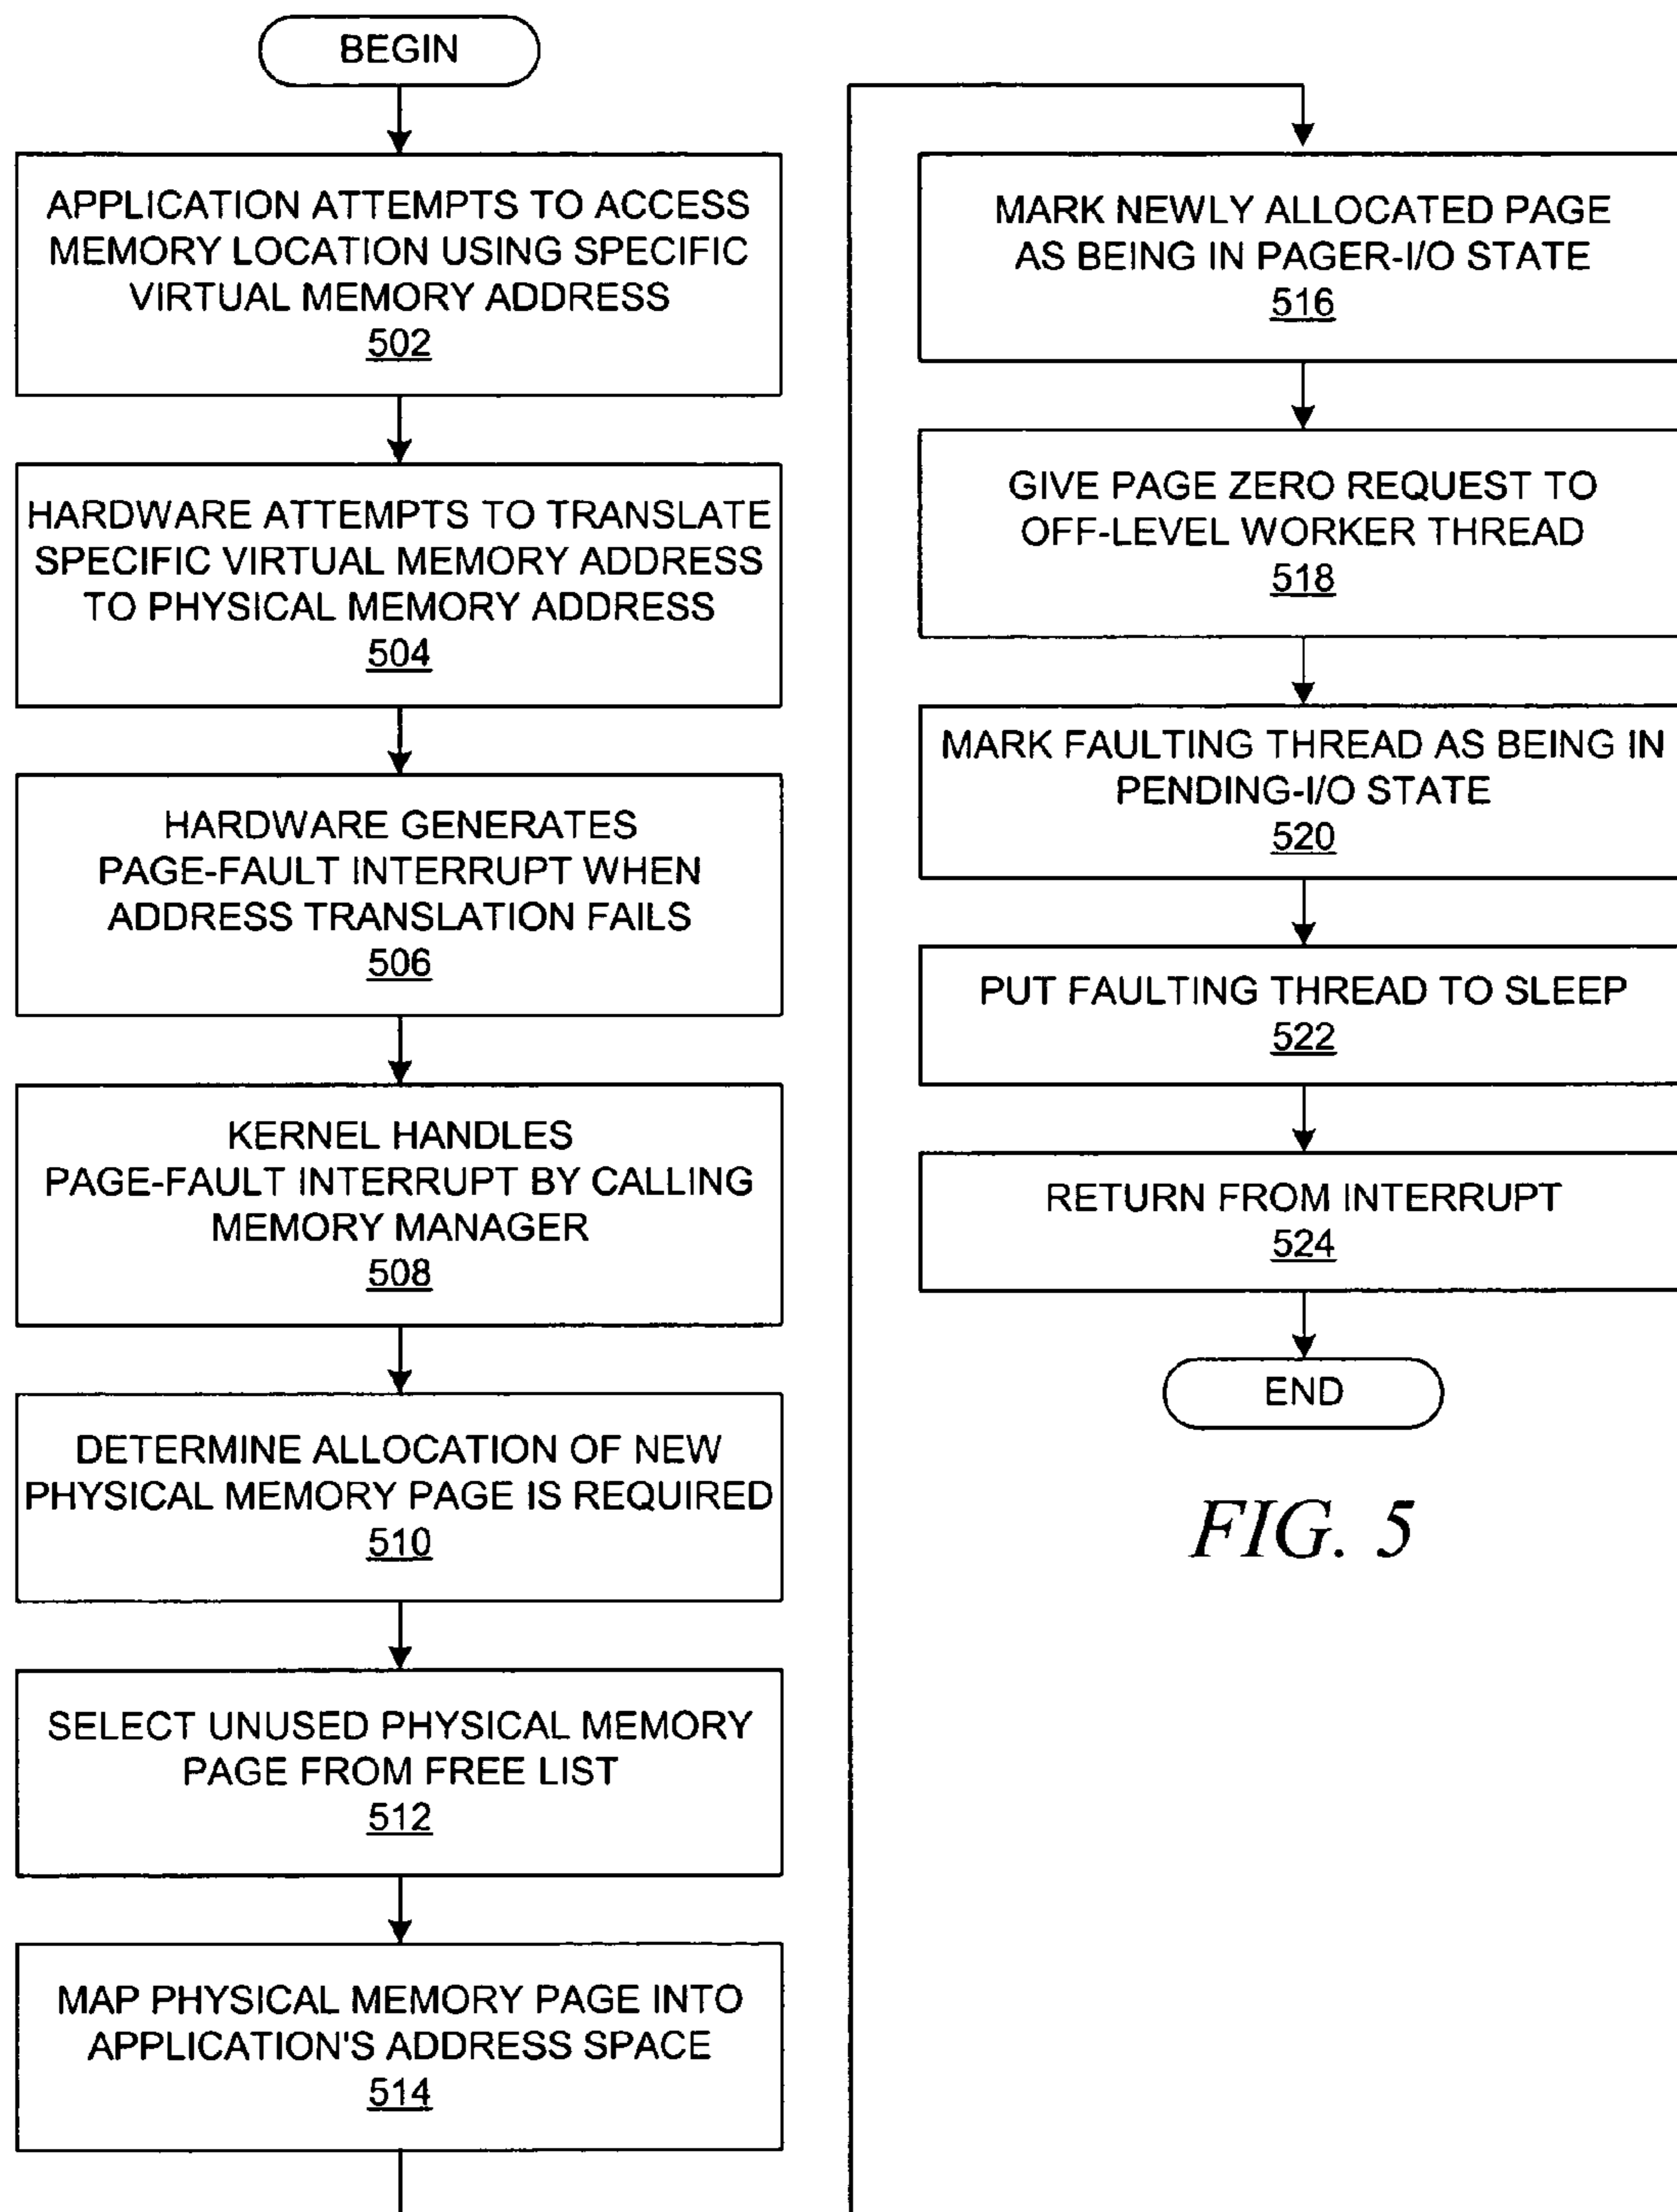 BEGIN
APPLICATION ATTEMPTS TO ACCESS
MEMORY LOCATION USING SPECIFIC
VIRTUAL MEMORY ADDRESS
502
HARDWARE ATTEMPTS TO TRANSLATE
SPECIFIC VIRTUAL MEMORY ADDRESS
TO PHYSICAL MEMORY ADDRESS
504
HARDWARE GENERATES
PAGE-FAULT INTERRUPT WHEN
ADDRESS TRANSLATION FAILS
506
KERNEL HANDLES
PAGE-FAULT INTERRUPT BY CALLING
MEMORY MANAGER
508
DETERMINE ALLOCATION OF NEW
PHYSICAL MEMORY PAGE IS REQUIRED
510
SELECT UNUSED PHYSICAL MEMORY
PAGE FROM FREE LIST
512
MAP PHYSICAL MEMORY PAGE INTO
APPLICATION'S ADDRESS SPACE
514
MARK NEWLY ALLOCATED PAGE
AS BEING IN PAGER-I/O STATE
516
GIVE PAGE ZERO REQUEST TO
OFF-LEVEL WORKER THREAD
518
MARK FAULTING THREAD AS BEING IN
PENDING-I/O STATE
520
PUT FAULTING THREAD TO SLEEP
522
RETURN FROM INTERRUPT
524
END
FIG. 5